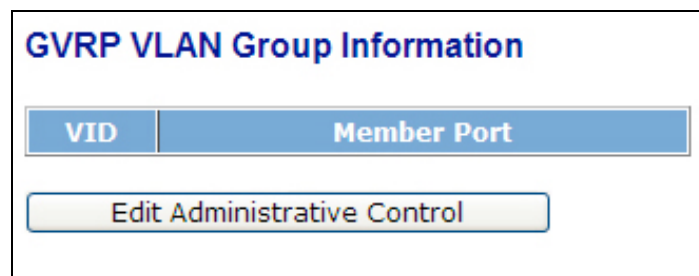 GVRP VLAN Group Information
VID Member Port
Edit Administrative Control